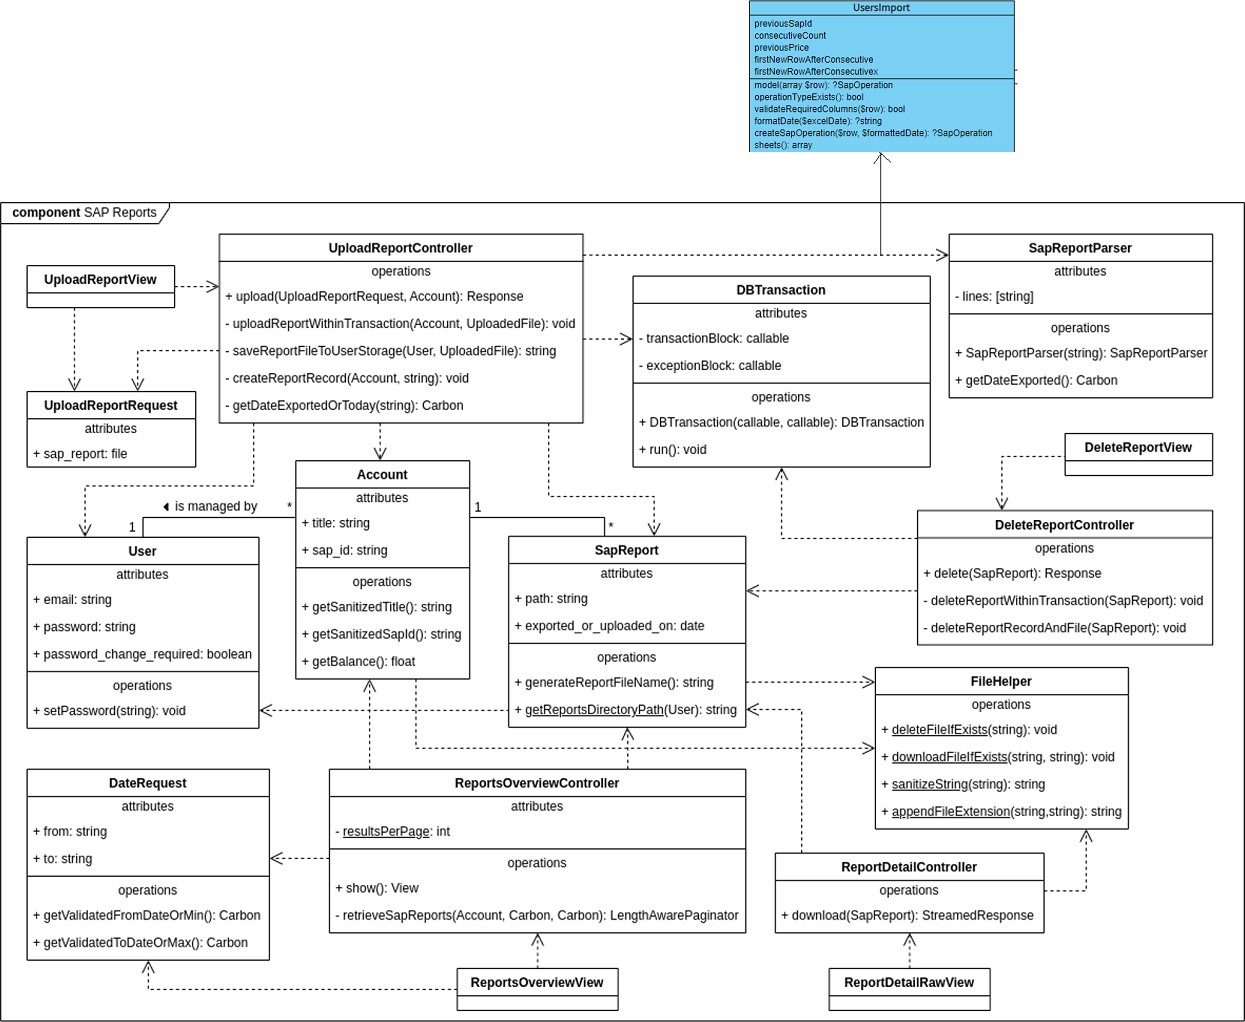 UsersImport
previousSapId
consecutiveCount
previousPrice
firstNewRowAfterConsecutive
firstNewRowAfterConsecutivex
model(array $row): ?SapOperation
operationTypeExists(): bool
validateRequiredColumns($row): bool
formatDate($excelDate): ?string
createSapOperation($row, $formattedDate): ?SapOperation
sheets(): array
component SAP Reports
UploadReportView
UploadReportController
operations
+ upload(UploadReportRequest, Account): Response
- uploadReportWithinTransaction(Account, UploadedFile): void
- saveReportFileToUserStorage(User, UploadedFile): string
- createReportRecord(Account, string): void
- getDateExportedOrToday(string): Carbon
SapReportParser
attributes
- lines: [string]
operations
+ SapReportParser(string): SapReportParser
+ getDateExported(): Carbon
DBTransaction
attributes
- transactionBlock: callable
- exceptionBlock: callable
operations
+ DBTransaction(callable, callable): DBTransaction
+ run(): void
UploadReportRequest
attributes
+ sap_report: file
DeleteReportView
Account
attributes
+ title: string
+ sap_id: string
operations
+ getSanitizedTitle(): string
+ getSanitizedSapId(): string
+ getBalance(): float
is managed by
*
1
1
*
User
attributes
+ email: string
+ password: string
+ password_change_required: boolean
operations
+ setPassword(string): void
SapReport
attributes
+ path: string
+ exported_or_uploaded_on: date
operations
+ generateReportFileName(): string
+ getReportsDirectoryPath(User): string
DeleteReportController
operations
+ delete(SapReport): Response
- deleteReportWithinTransaction(SapReport): void
- deleteReportRecordAndFile(SapReport): void
FileHelper
operations
+ deleteFileIfExists(string): void
+ downloadFileIfExists(string, string): void
+ sanitizeString(string): string
+ appendFileExtension(string,string): string
DateRequest
attributes
+ from: string
+ to: string
operations
+ getValidatedFromDateOrMin(): Carbon
+ getValidatedToDateOrMax(): Carbon
ReportsOverviewController
attributes
- resultsPerPage: int
operations
+ show(): View
- retrieveSapReports(Account, Carbon, Carbon): LengthAwarePaginator
ReportDetailController
operations
+ download(SapReport): StreamedResponse
ReportsOverviewView
ReportDetailRawView